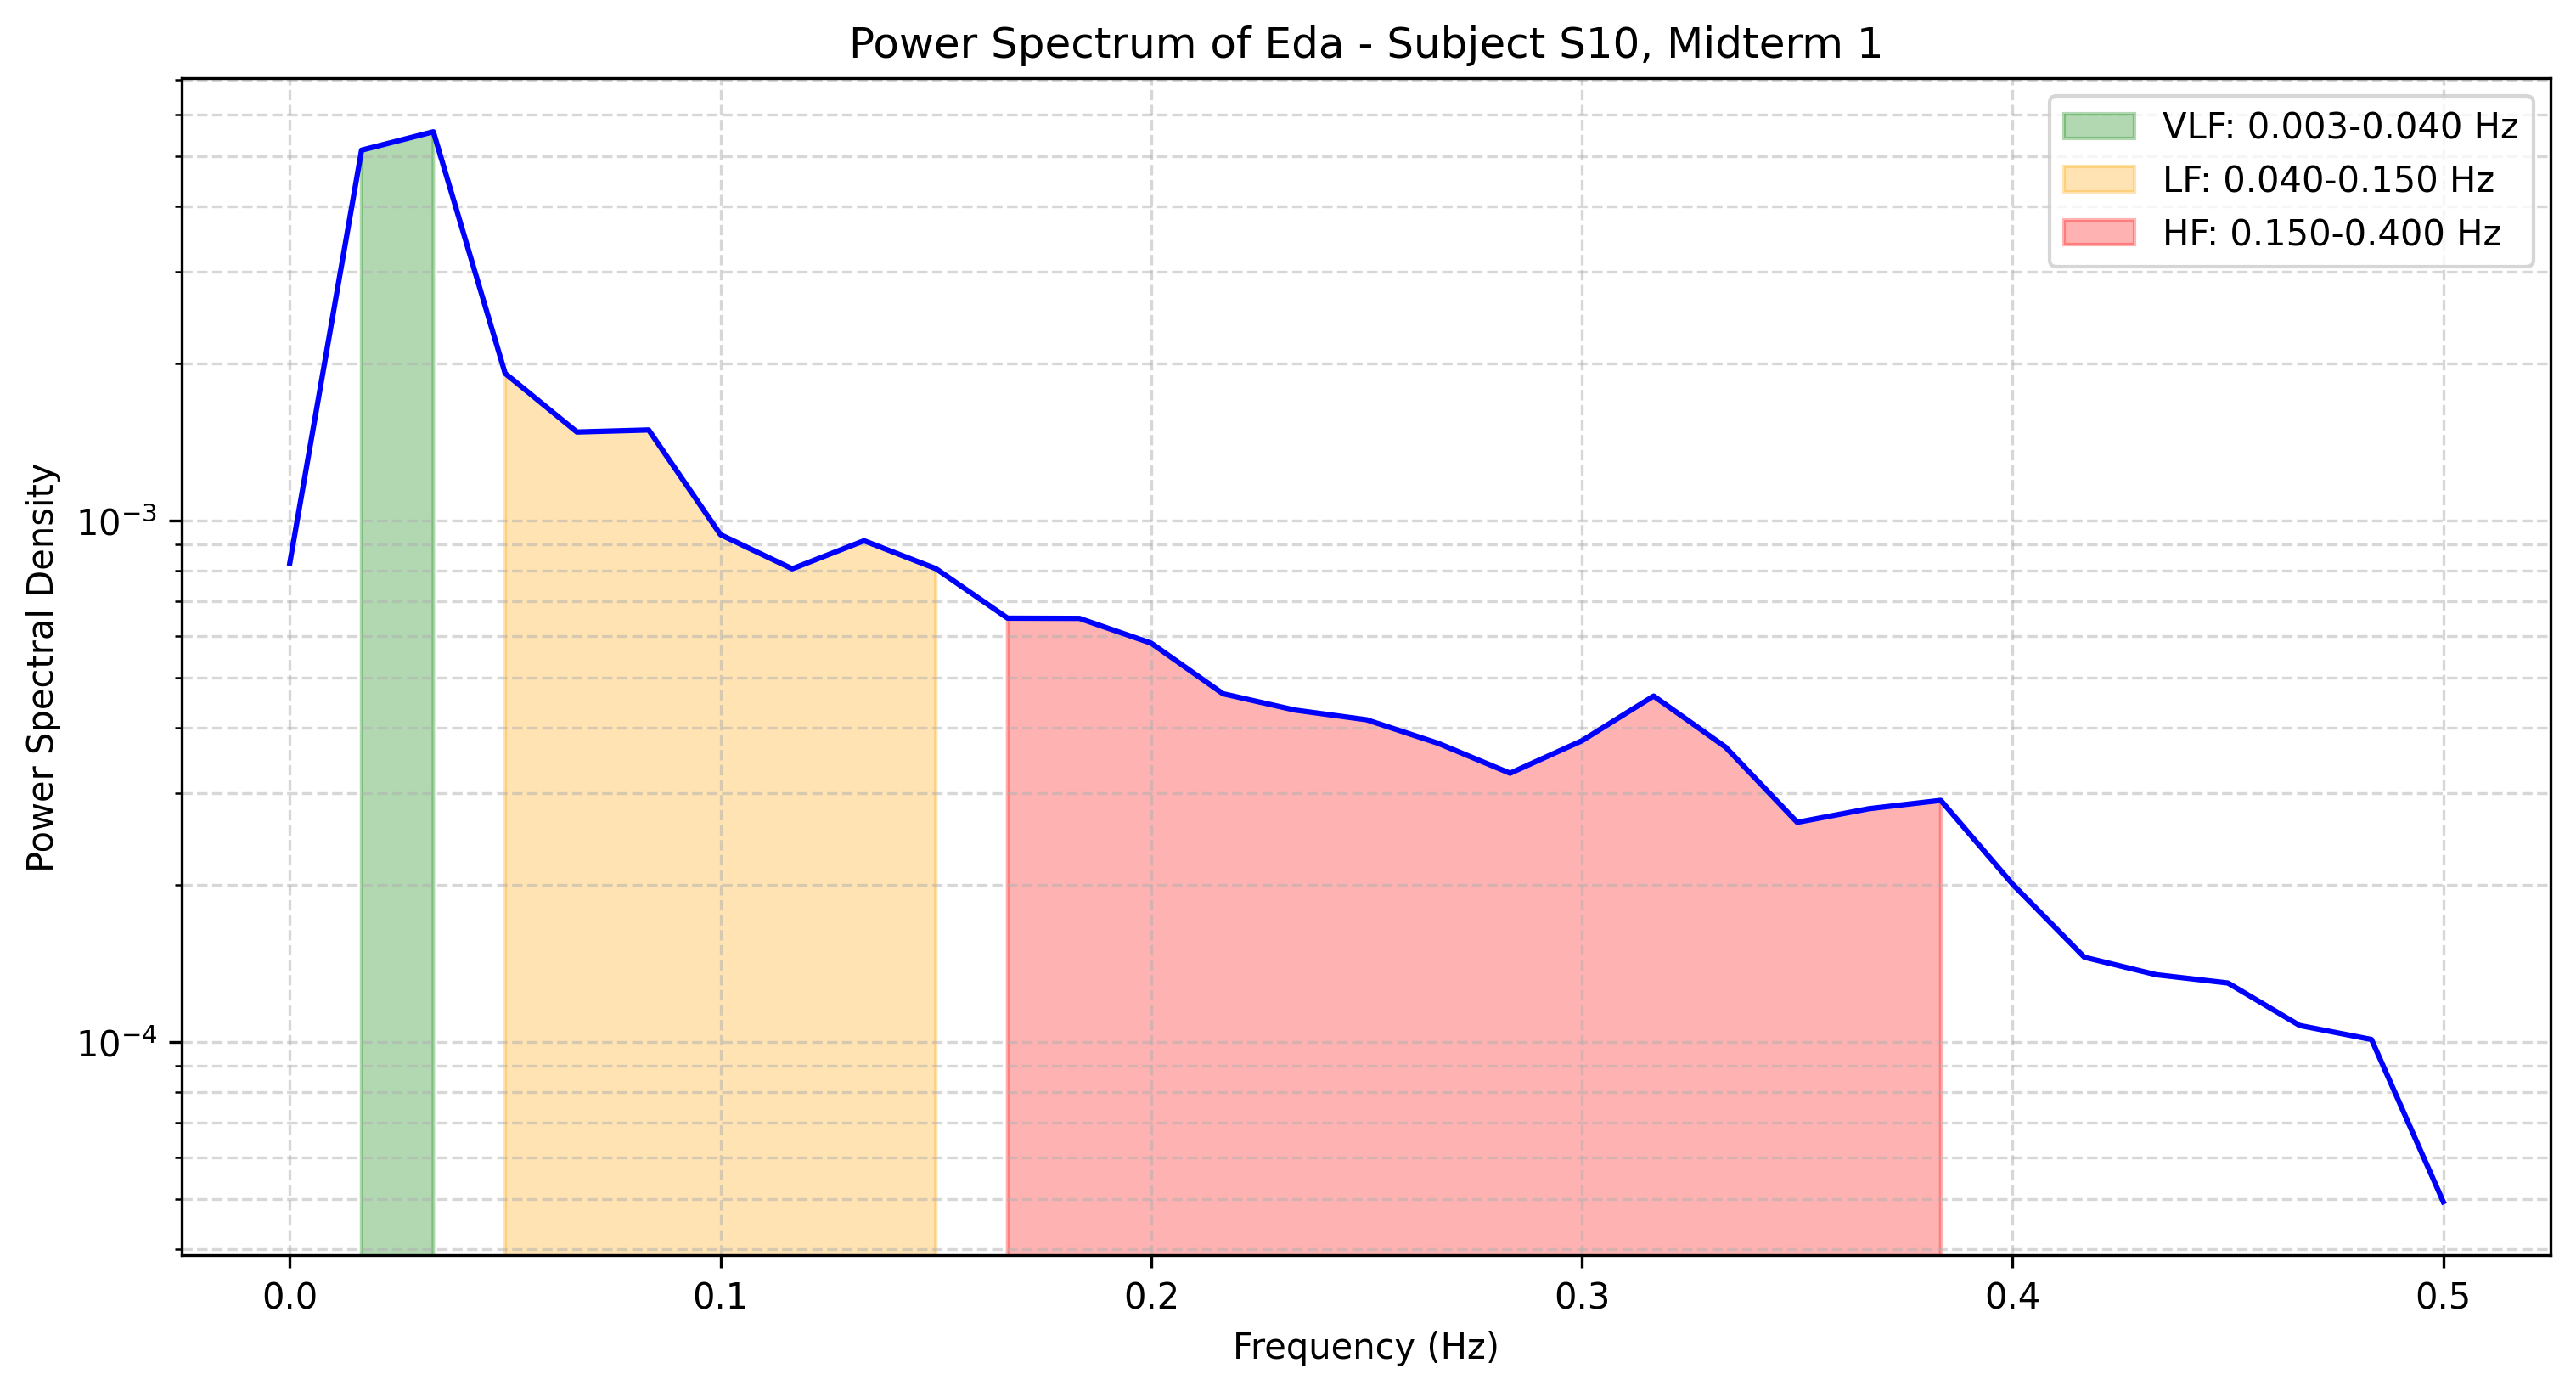 Power Spectrum of Eda - Subject S10, Midterm 1
VLF: 0.003-0.040 Hz
LF: 0.040-0.150 Hz
HF: 0.150-0.400 Hz
Power Spectral Density
10⁻³
10⁻⁴
0.0 0.1 0.2 0.3 0.4 0.5
Frequency (Hz)